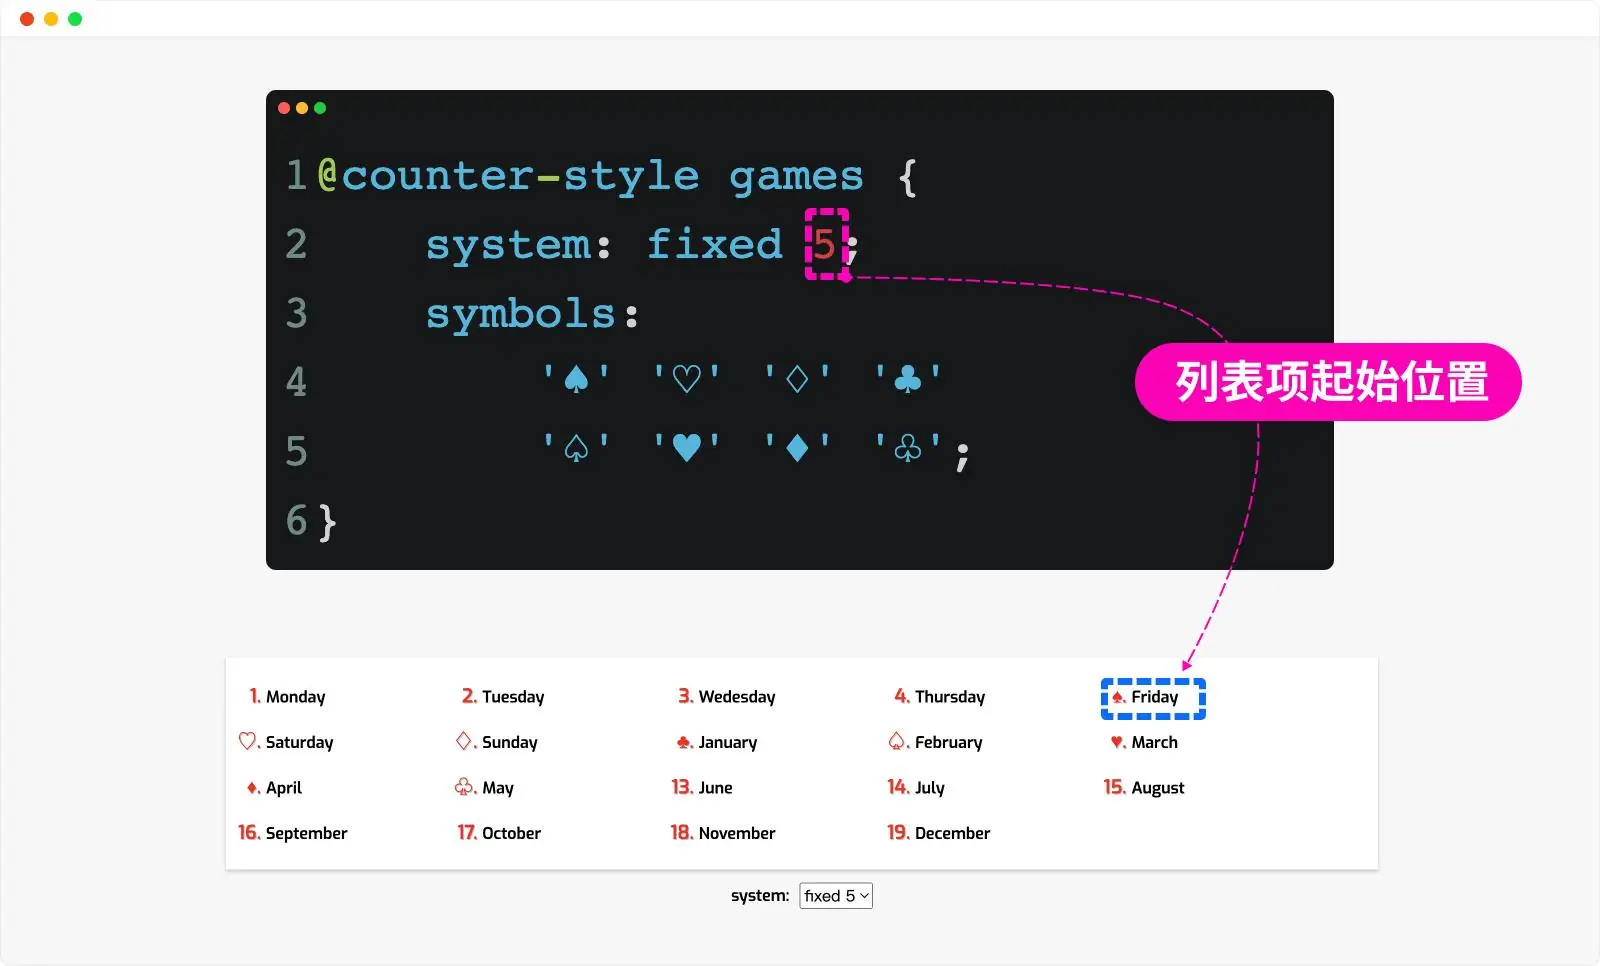 1 @counter-style games {
2 system: fixed 5;
3 symbols:
4 '♠' '♡' '♢' '♣'
5 '♤' '♥' '♦' '♧';
6 }
列表项起始位置
1. Monday 2. Tuesday 3. Wedesday 4. Thursday ♠. Friday
♡. Saturday ♢. Sunday ♣. January ♤. February ♥. March
♦. April ♧. May 13. June 14. July 15. August
16. September 17. October 18. November 19. December
system: fixed 5